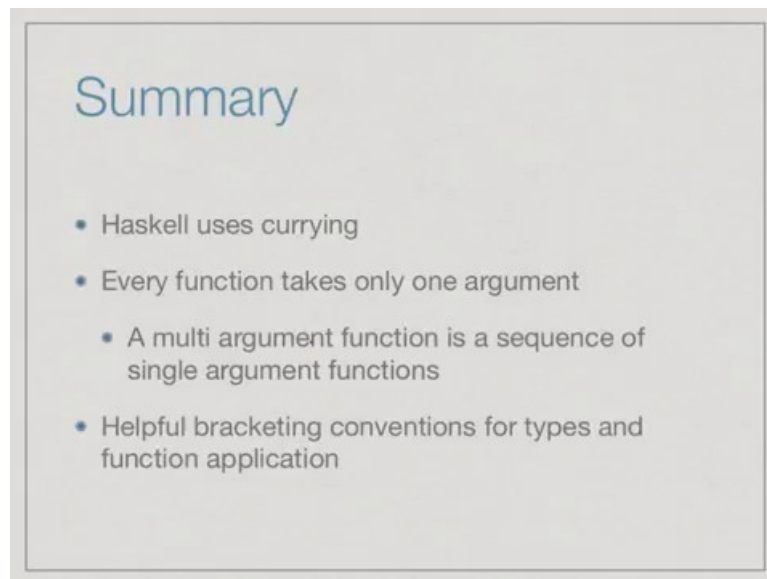 Summary
• Haskell uses currying
• Every function takes only one argument
• A multi argument function is a sequence of
single argument functions
• Helpful bracketing conventions for types and
function application